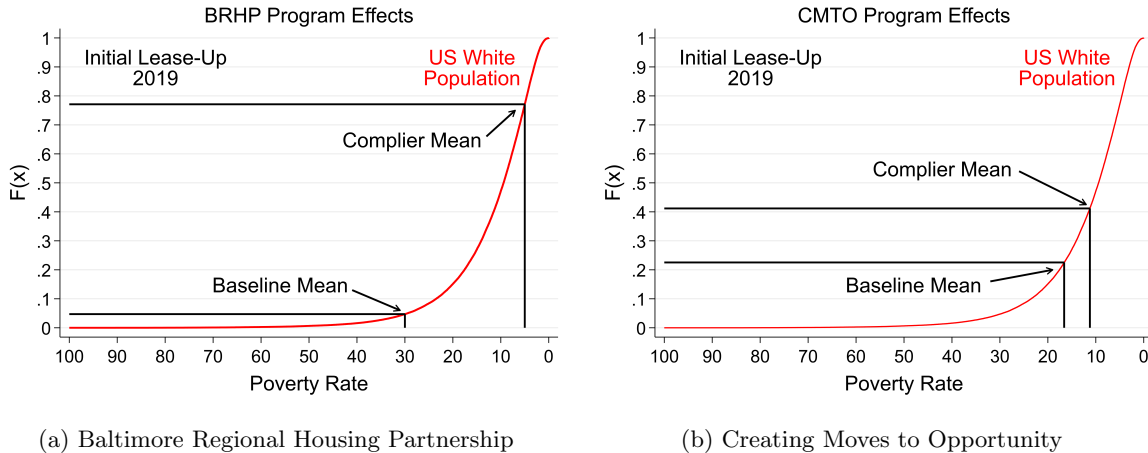 BRHP Program Effects
Initial Lease-Up
2019
US White
Population
Complier Mean
Baseline Mean
F(x)
1
.9
.8
.7
.6
.5
.4
.3
.2
.1
0
100 90 80 70 60 50 40 30 20 10 0
Poverty Rate
(a) Baltimore Regional Housing Partnership
CMTO Program Effects
Initial Lease-Up
2019
US White
Population
Complier Mean
Baseline Mean
F(x)
1
.9
.8
.7
.6
.5
.4
.3
.2
.1
0
100 90 80 70 60 50 40 30 20 10 0
Poverty Rate
(b) Creating Moves to Opportunity